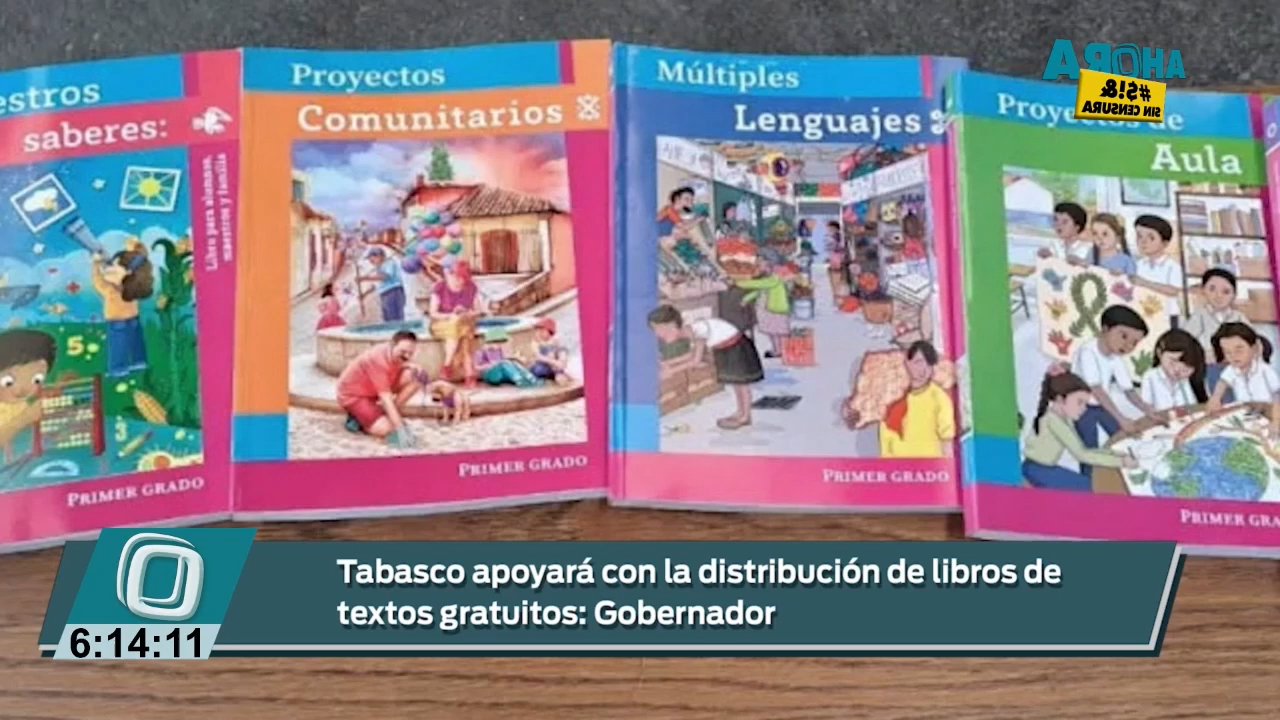 estros
saberes:
Libro para alumnos,
maestros y familia
PRIMER GRADO
Proyectos
Comunitarios
PRIMER GRADO
Múltiples
Lenguajes
PRIMER GRADO
Proyectos de
Aula
PRIMER GRA
AHORA
#$!&
SIN CENSURA
Tabasco apoyará con la distribución de libros de
textos gratuitos: Gobernador
6:14:11